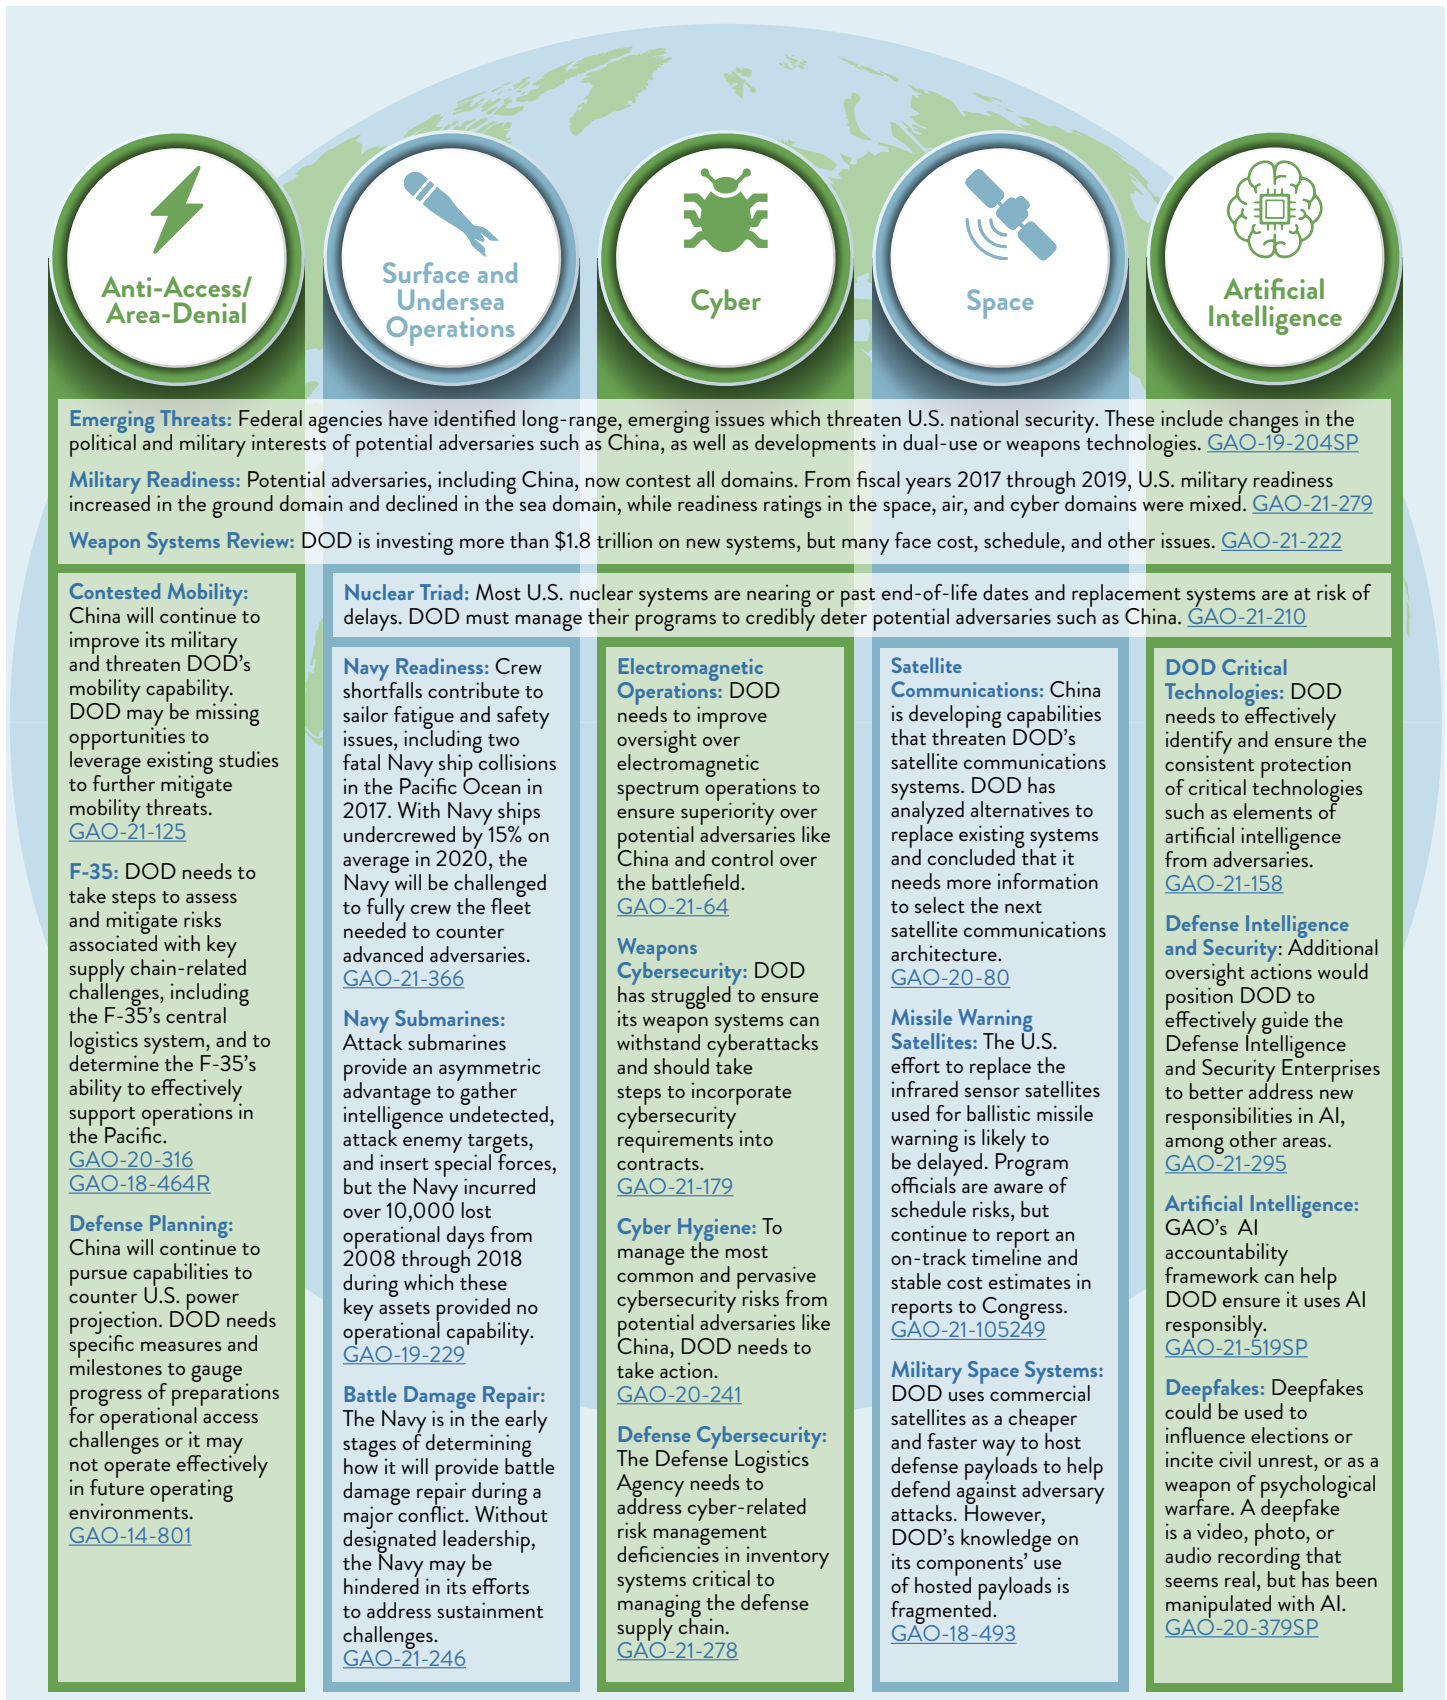 Anti-Access/
Area-Denial
Surface and
Undersea
Operations
Cyber
Space
Artificial
Intelligence
Emerging Threats: Federal agencies have identified long-range, emerging issues which threaten U.S. national security. These include changes in the
political and military interests of potential adversaries such as China, as well as developments in dual-use or weapons technologies. GAO-19-204SP
Military Readiness: Potential adversaries, including China, now contest all domains. From fiscal years 2017 through 2019, U.S. military readiness
increased in the ground domain and declined in the sea domain, while readiness ratings in the space, air, and cyber domains were mixed. GAO-21-279
Weapon Systems Review: DOD is investing more than $1.8 trillion on new systems, but many face cost, schedule, and other issues. GAO-21-222
Contested Mobility:
China will continue to
improve its military
and threaten DOD's
mobility capability.
DOD may be missing
opportunities to
leverage existing studies
to further mitigate
mobility threats.
GAO-21-125
F-35: DOD needs to
take steps to assess
and mitigate risks
associated with key
supply chain-related
challenges, including
the F-35's central
logistics system, and to
determine the F-35's
ability to effectively
support operations in
the Pacific.
GAO-20-316
GAO-18-464R
Defense Planning:
China will continue to
pursue capabilities to
counter U.S. power
projection. DOD needs
specific measures and
milestones to gauge
progress of preparations
for operational access
challenges or it may
not operate effectively
in future operating
environments.
GAO-14-801
Nuclear Triad: Most U.S. nuclear systems are nearing or past end-of-life dates and replacement systems are at risk of
delays. DOD must manage their programs to credibly deter potential adversaries such as China. GAO-21-210
Navy Readiness: Crew
shortfalls contribute to
sailor fatigue and safety
issues, including two
fatal Navy ship collisions
in the Pacific Ocean in
2017. With Navy ships
undercrewed by 15% on
average in 2020, the
Navy will be challenged
to fully crew the fleet
needed to counter
advanced adversaries.
GAO-21-366
Navy Submarines:
Attack submarines
provide an asymmetric
advantage to gather
intelligence undetected,
attack enemy targets,
and insert special forces,
but the Navy incurred
over 10,000 lost
operational days from
2008 through 2018
during which these
key assets provided no
operational capability.
GAO-19-229
Battle Damage Repair:
The Navy is in the early
stages of determining
how it will provide battle
damage repair during a
major conflict. Without
designated leadership,
the Navy may be
hindered in its efforts
to address sustainment
challenges.
GAO-21-246
Electromagnetic
Operations: DOD
needs to improve
oversight over
electromagnetic
spectrum operations to
ensure superiority over
potential adversaries like
China and control over
the battlefield.
GAO-21-64
Weapons
Cybersecurity: DOD
has struggled to ensure
its weapon systems can
withstand cyberattacks
and should take
steps to incorporate
cybersecurity
requirements into
contracts.
GAO-21-179
Cyber Hygiene: To
manage the most
common and pervasive
cybersecurity risks from
potential adversaries like
China, DOD needs to
take action.
GAO-20-241
Defense Cybersecurity:
The Defense Logistics
Agency needs to
address cyber-related
risk management
deficiencies in inventory
systems critical to
managing the defense
supply chain.
GAO-21-278
Satellite
Communications: China
is developing capabilities
that threaten DOD's
satellite communications
systems. DOD has
analyzed alternatives to
replace existing systems
and concluded that it
needs more information
to select the next
satellite communications
architecture.
GAO-20-80
Missile Warning
Satellites: The U.S.
effort to replace the
infrared sensor satellites
used for ballistic missile
warning is likely to
be delayed. Program
officials are aware of
schedule risks, but
continue to report an
on-track timeline and
stable cost estimates in
reports to Congress.
GAO-21-105249
Military Space Systems:
DOD uses commercial
satellites as a cheaper
and faster way to host
defense payloads to help
defend against adversary
attacks. However,
DOD's knowledge on
its components' use
of hosted payloads is
fragmented.
GAO-18-493
DOD Critical
Technologies: DOD
needs to effectively
identify and ensure the
consistent protection
of critical technologies
such as elements of
artificial intelligence
from adversaries.
GAO-21-158
Defense Intelligence
and Security: Additional
oversight actions would
position DOD to
effectively guide the
Defense Intelligence
and Security Enterprises
to better address new
responsibilities in AI,
among other areas.
GAO-21-295
Artificial Intelligence:
GAO's AI
accountability
framework can help
DOD ensure it uses AI
responsibly.
GAO-21-519SP
Deepfakes: Deepfakes
could be used to
influence elections or
incite civil unrest, or as a
weapon of psychological
warfare. A deepfake
is a video, photo, or
audio recording that
seems real, but has been
manipulated with AI.
GAO-20-379SP